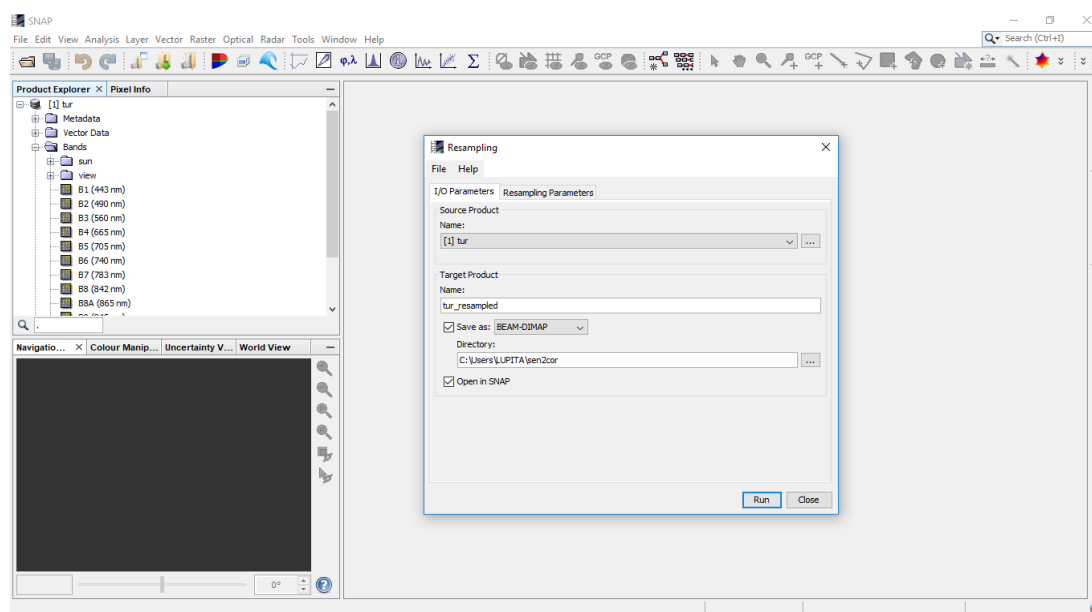 SNAP
File Edit View Analysis Layer Vector Raster Optical Radar Tools Window Help
Search (Ctrl+I)
φ,λ Σ GCP GCP
Product Explorer × Pixel Info
[1] tur
Metadata
Vector Data
Bands
sun
view
B1 (443 nm)
B2 (490 nm)
B3 (560 nm)
B4 (665 nm)
B5 (705 nm)
B6 (740 nm)
B7 (783 nm)
B8 (842 nm)
B8A (865 nm)
.
Navigatio... × Colour Manip... Uncertainty V... World View
0°
Resampling
File Help
I/O Parameters Resampling Parameters
Source Product
Name:
[1] tur
...
Target Product
Name:
tur_resampled
Save as: BEAM-DIMAP
Directory:
C:\Users\LUPITA\sen2cor
...
Open in SNAP
Run Close